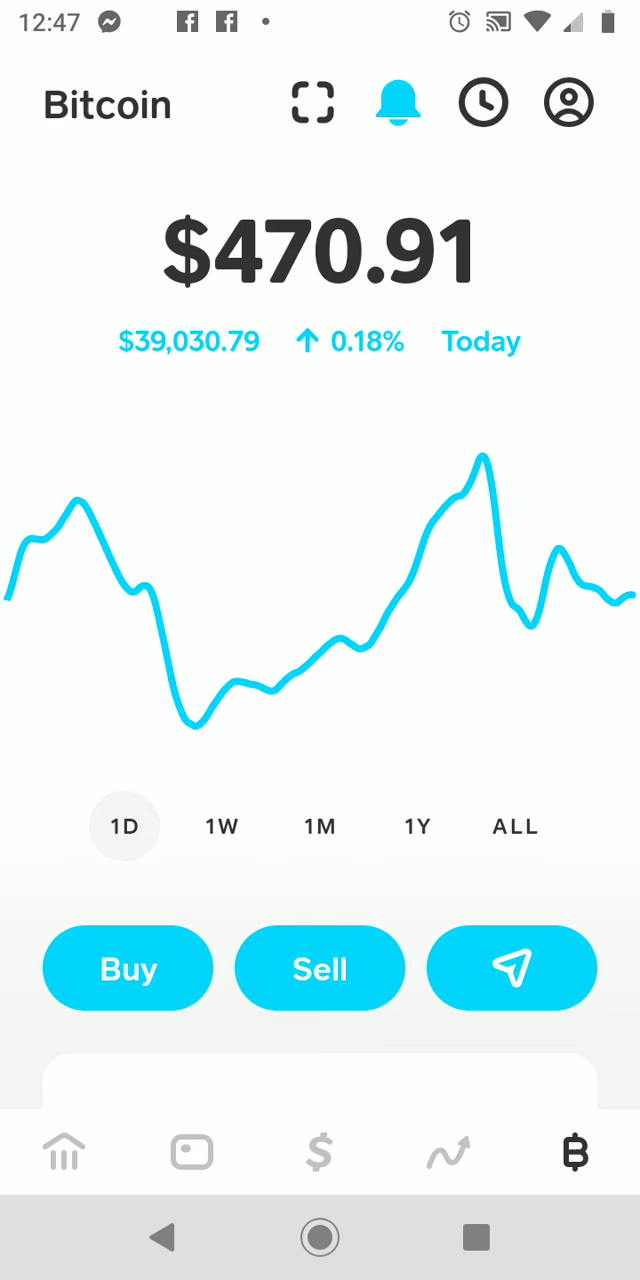 12:47
Bitcoin
$470.91
$39,030.79 ↑ 0.18% Today
1D 1W 1M 1Y ALL
Buy Sell